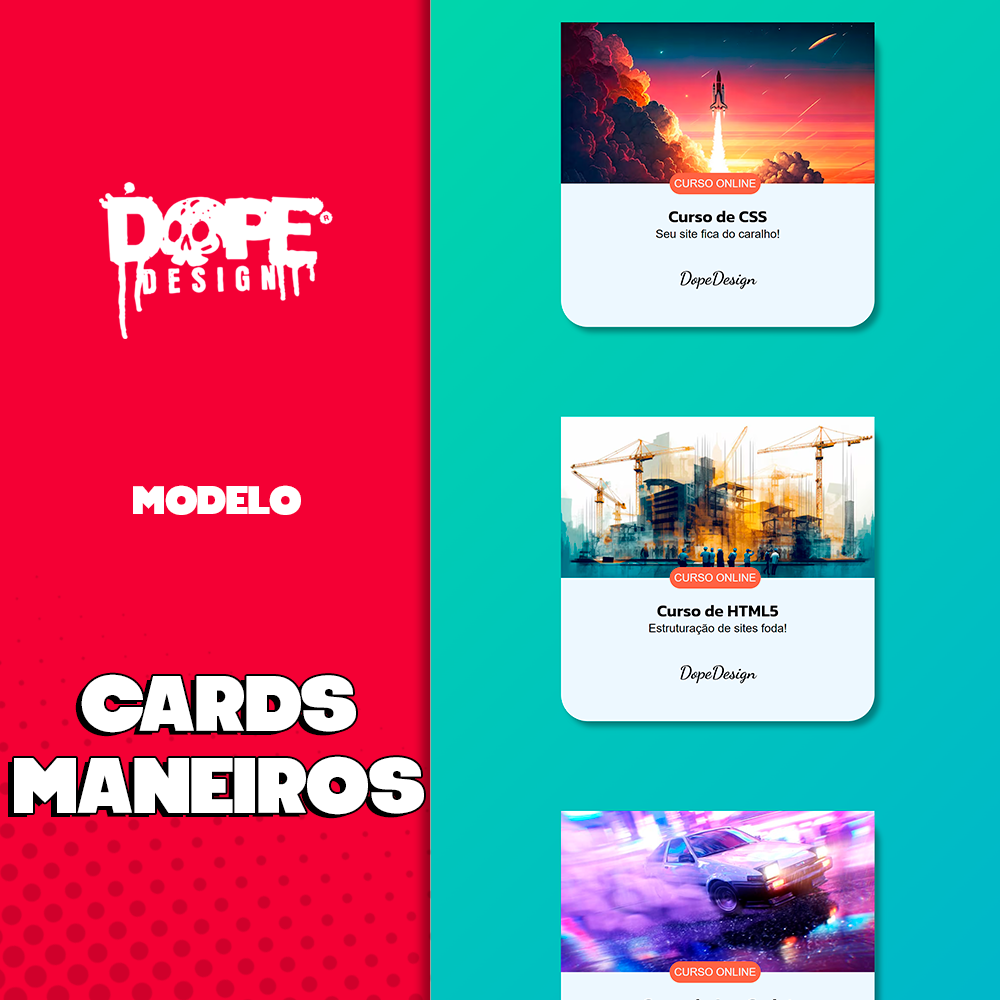 DOPE®
DESIGN
MODELO
CARDS
MANEIROS
CURSO ONLINE
Curso de CSS
Seu site fica do caralho!
DopeDesign
CURSO ONLINE
Curso de HTML5
Estruturação de sites foda!
DopeDesign
CURSO ONLINE